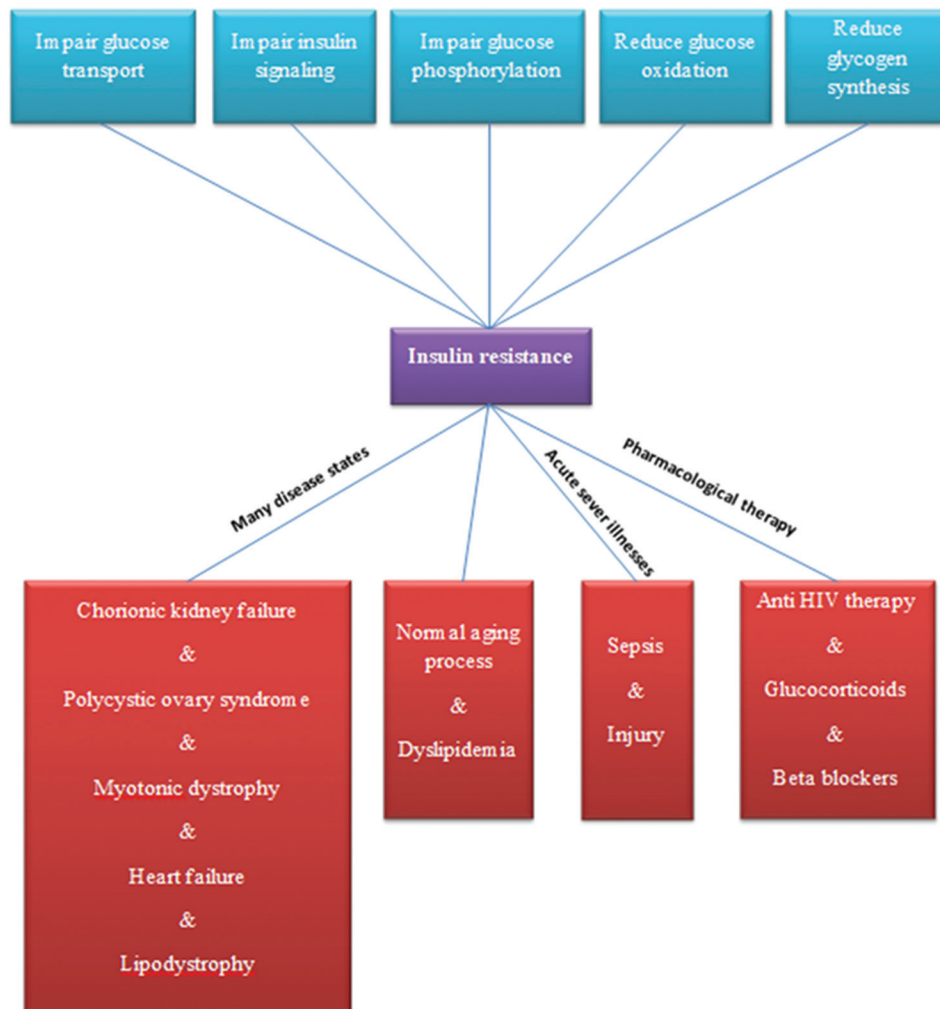 Impair glucose
transport
Impair insulin
signaling
Impair glucose
phosphorylation
Reduce glucose
oxidation
Reduce
glycogen
synthesis
Insulin resistance
Many disease states
Acute sever illnesses
Pharmacological therapy
Chorionic kidney failure
&
Polycystic ovary syndrome
&
Myotonic dystrophy
&
Heart failure
&
Lipodystrophy
Normal aging
process
&
Dyslipidemia
Sepsis
&
Injury
Anti HIV therapy
&
Glucocorticoids
&
Beta blockers